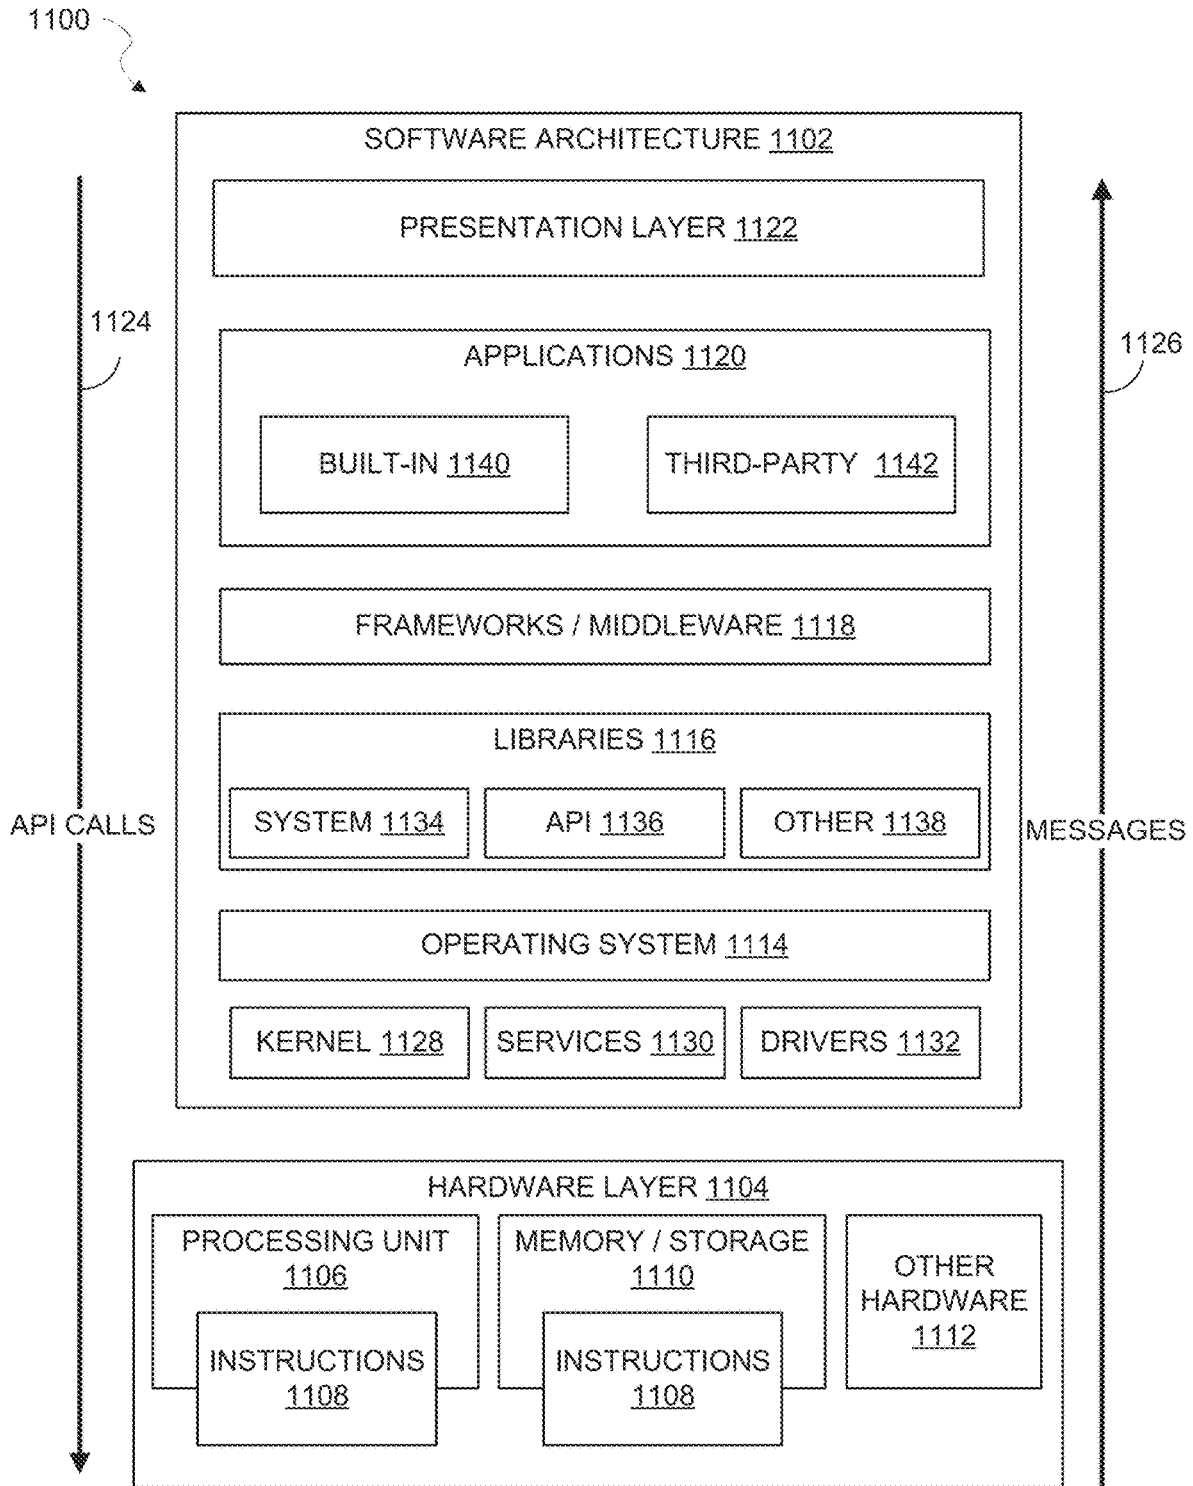 1100
SOFTWARE ARCHITECTURE 1102
PRESENTATION LAYER 1122
1124
1126
APPLICATIONS 1120
BUILT-IN 1140
THIRD-PARTY 1142
FRAMEWORKS / MIDDLEWARE 1118
LIBRARIES 1116
SYSTEM 1134
API 1136
OTHER 1138
API CALLS
MESSAGES
OPERATING SYSTEM 1114
KERNEL 1128
SERVICES 1130
DRIVERS 1132
HARDWARE LAYER 1104
PROCESSING UNIT
1106
INSTRUCTIONS
1108
MEMORY / STORAGE
1110
INSTRUCTIONS
1108
OTHER
HARDWARE
1112